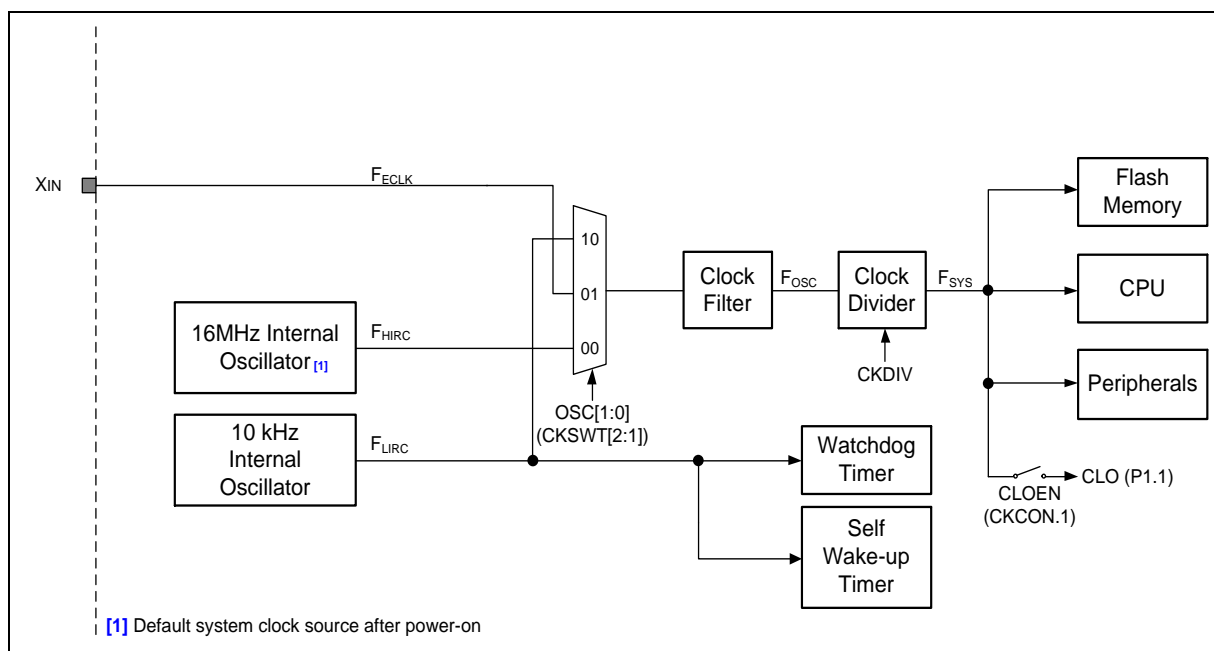 XIN
FECLK
10
01
00
16MHz Internal
Oscillator[1]
FHIRC
OSC[1:0]
(CKSWT[2:1])
10 kHz
Internal
Oscillator
FLIRC
Clock
Filter
FOSC
Clock
Divider
CKDIV
FSYS
Flash
Memory
CPU
Peripherals
CLO (P1.1)
CLOEN
(CKCON.1)
Watchdog
Timer
Self
Wake-up
Timer
[1] Default system clock source after power-on